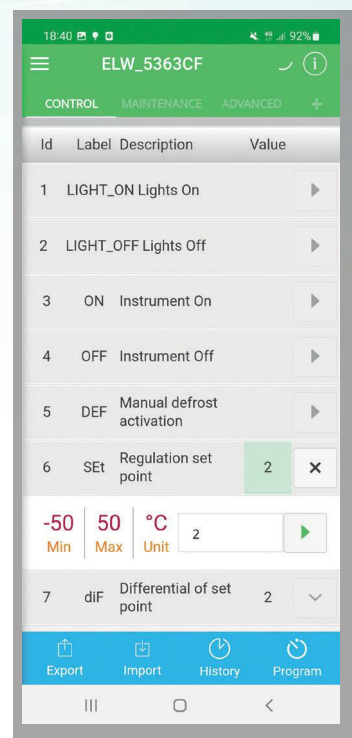 18:40 92%
ELW_5363CF
CONTROL MAINTENANCE ADVANCED +
Id Label Description Value
1 LIGHT_ON Lights On
2 LIGHT_OFF Lights Off
3 ON Instrument On
4 OFF Instrument Off
5 DEF Manual defrost
activation
6 SEt Regulation set
point 2
-50 50 °C 2
Min Max Unit
7 diF Differential of set
point 2
Export Import History Program